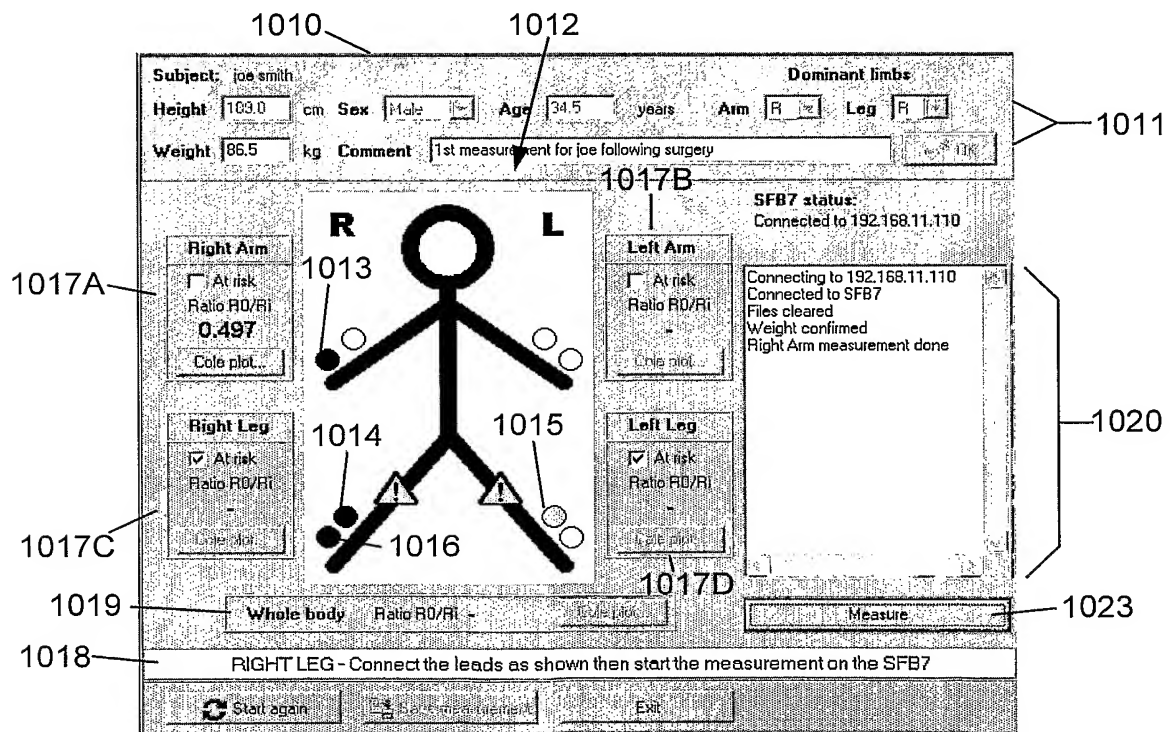 1010
1012
Subject: joe smith
Dominant limbs
Height 103.0 cm Sex Male Age 34.5 years Arm R Leg R
1011
Weight 86.5 kg Comment 1st measurement for joe following surgery
1017B
SFB7 status:
Connected to 192.168.11.110
R L
Right Arm
At risk
Ratio R0/Ri
0.497
Cole plot...
1013
1017A
Left Arm
At risk
Ratio R0/Ri
-
Cole plot...
Connecting to 192.168.11.110
Connected to SFB7
Files cleared
Weight confirmed
Right Arm measurement done
1020
Right Leg
At risk
Ratio R0/Ri
-
Cole plot...
1014
1015
Left Leg
At risk
Ratio R0/Ri
-
Cole plot...
1016
1017C
1017D
1019
Whole body Ratio R0/Ri - Cole plot...
Measure
1023
1018
RIGHT LEG - Connect the leads as shown then start the measurement on the SFB7
Start again
Save measurement
Exit